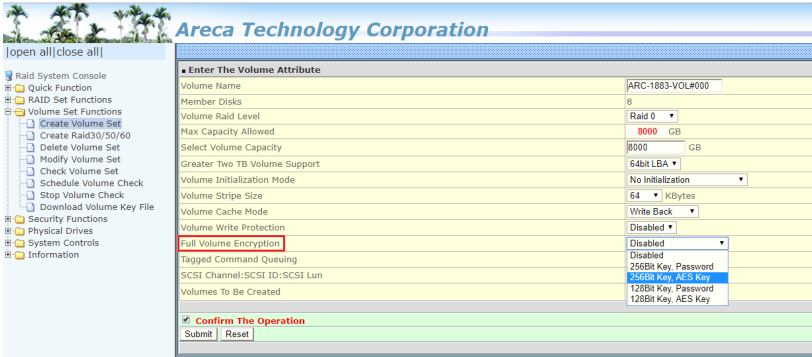 Areca Technology Corporation
|open all|close all|
Raid System Console
Quick Function
RAID Set Functions
Volume Set Functions
Create Volume Set
Create Raid30/50/60
Delete Volume Set
Modify Volume Set
Check Volume Set
Schedule Volume Check
Stop Volume Check
Download Volume Key File
Security Functions
Physical Drives
System Controls
Information
Enter The Volume Attribute
Volume Name ARC-1883-VOL#000
Member Disks 8
Volume Raid Level Raid 0
Max Capacity Allowed 8000 GB
Select Volume Capacity 8000 GB
Greater Two TB Volume Support 64bit LBA
Volume Initialization Mode No Initialization
Volume Stripe Size 64 KBytes
Volume Cache Mode Write Back
Volume Write Protection Disabled
Full Volume Encryption Disabled
Disabled
256Bit Key, Password
256Bit Key, AES Key
128Bit Key, Password
128Bit Key, AES Key
Tagged Command Queuing
SCSI Channel:SCSI ID:SCSI Lun
Volumes To Be Created
Confirm The Operation
Submit Reset